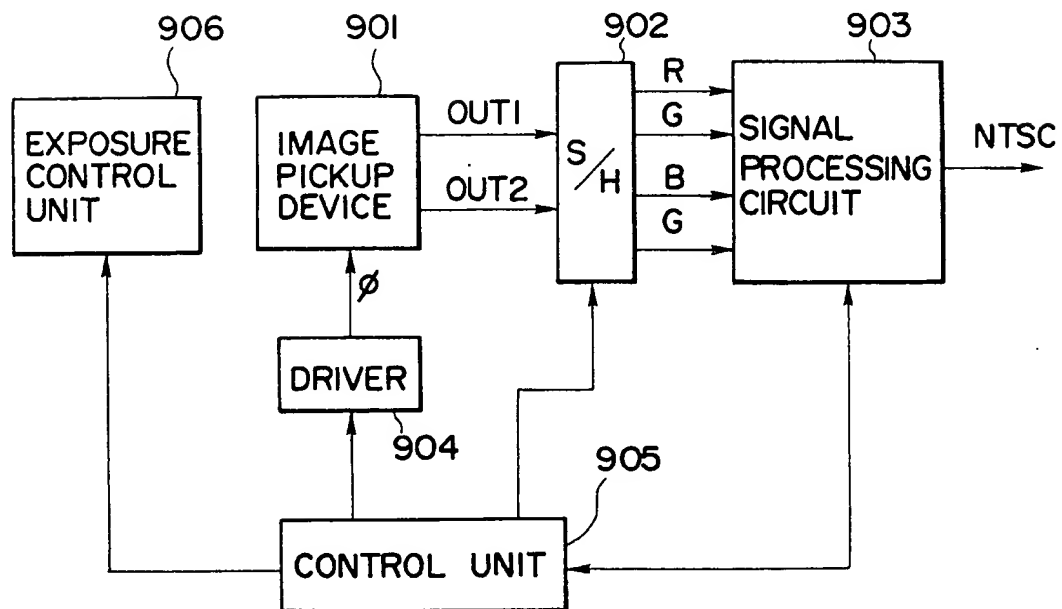 906
901
902
903
EXPOSURE
CONTROL
UNIT
IMAGE
PICKUP
DEVICE
OUT1
OUT2
S/H
R
G
B
G
SIGNAL
PROCESSING
CIRCUIT
NTSC
ø
DRIVER
904
905
CONTROL UNIT